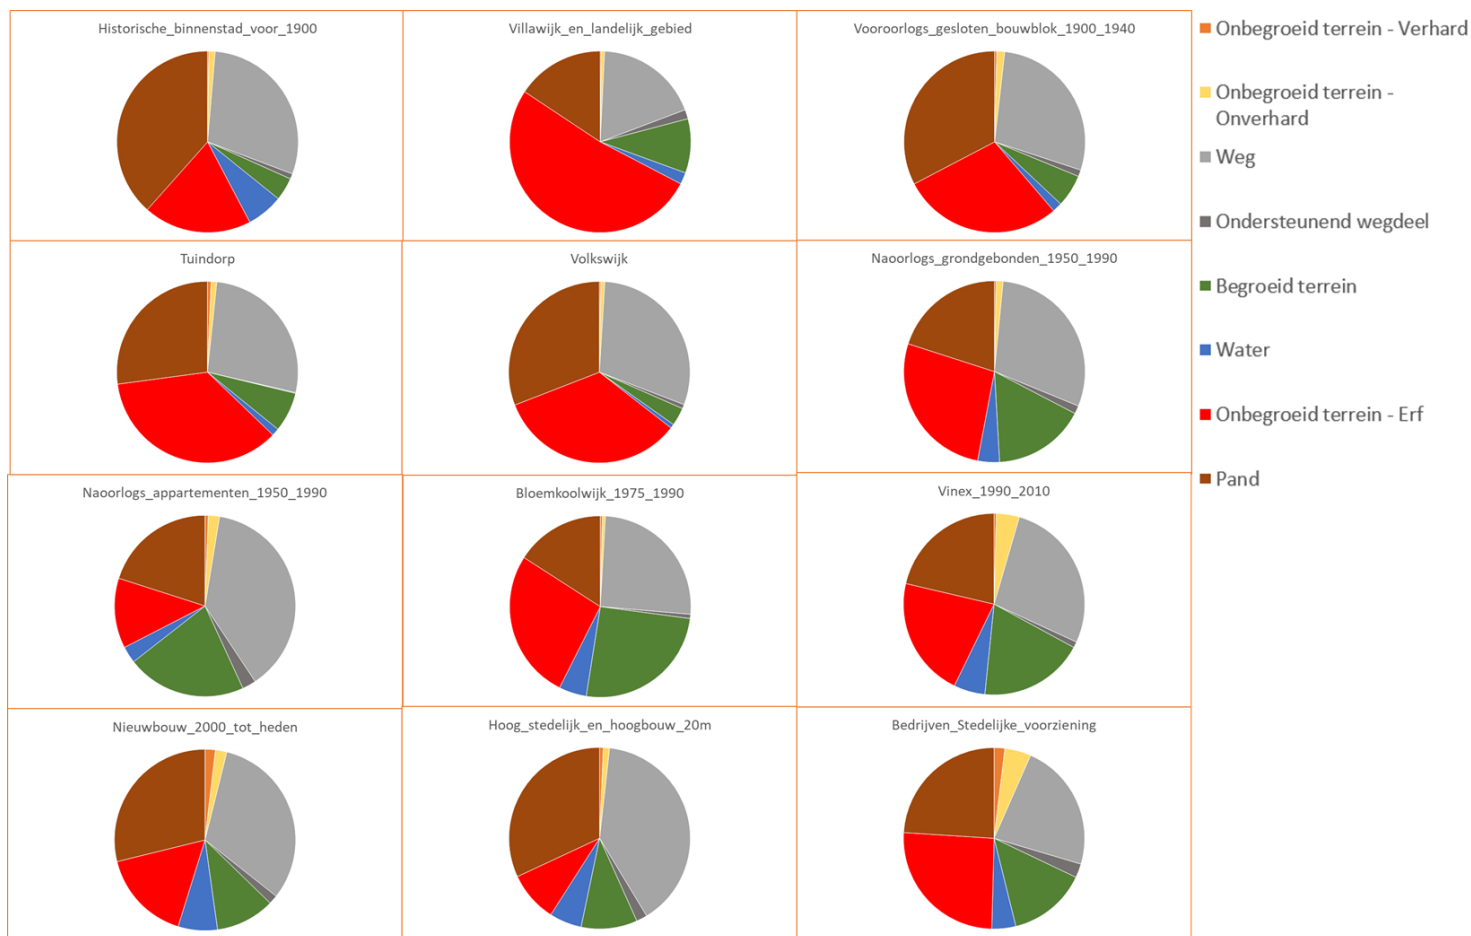 Historische_binnenstad_voor_1900
Villawijk_en_landelijk_gebied
Vooroorlogs_gesloten_bouwblok_1900_1940
Tuindorp
Volkswijk
Naoorlogs_grondgebonden_1950_1990
Naoorlogs_appartementen_1950_1990
Bloemkoolwijk_1975_1990
Vinex_1990_2010
Nieuwbouw_2000_tot_heden
Hoog_stedelijk_en_hoogbouw_20m
Bedrijven_Stedelijke_voorziening
Onbegroeid terrein - Verhard
Onbegroeid terrein -
Onverhard
Weg
Ondersteunend wegdeel
Begroeid terrein
Water
Onbegroeid terrein - Erf
Pand